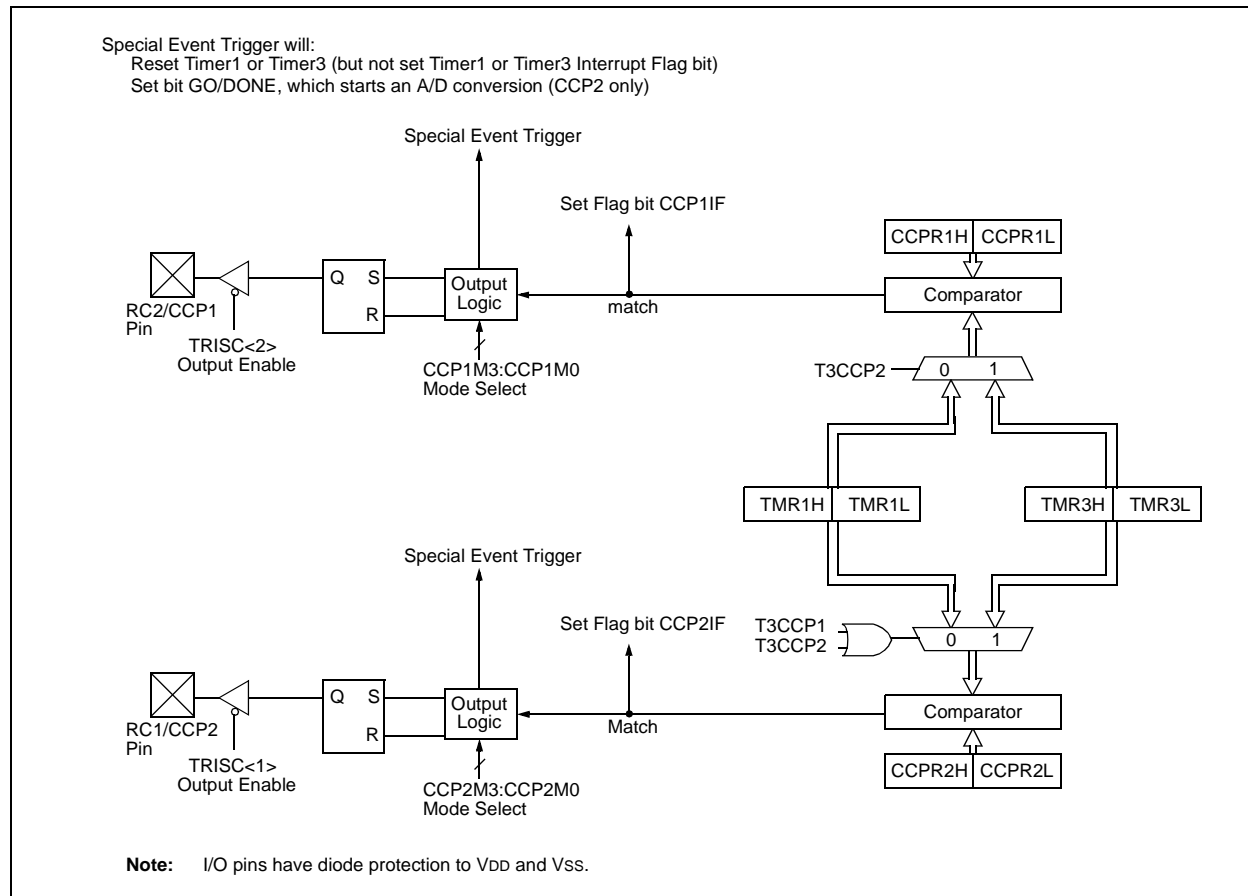 Special Event Trigger will:
Reset Timer1 or Timer3 (but not set Timer1 or Timer3 Interrupt Flag bit)
Set bit GO/DONE, which starts an A/D conversion (CCP2 only)
Special Event Trigger
Set Flag bit CCP1IF
CCPR1H CCPR1L
Q S
R
Output
Logic
Comparator
match
RC2/CCP1
Pin
TRISC<2>
Output Enable
CCP1M3:CCP1M0
Mode Select
T3CCP2
0 1
TMR1H TMR1L
TMR3H TMR3L
Special Event Trigger
Set Flag bit CCP2IF
T3CCP1
T3CCP2
0 1
Q S
R
Output
Logic
Comparator
Match
RC1/CCP2
Pin
TRISC<1>
Output Enable
CCP2M3:CCP2M0
Mode Select
CCPR2H CCPR2L
Note: I/O pins have diode protection to VDD and VSS.